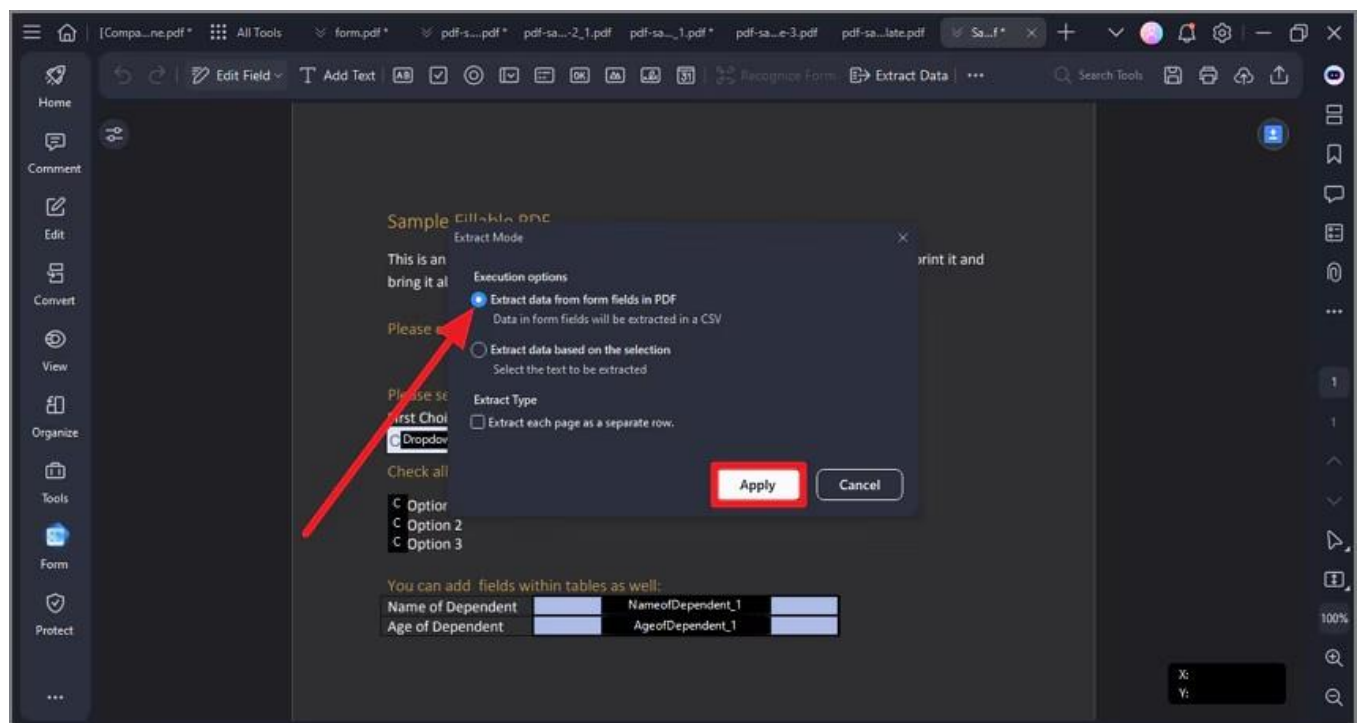 [Compa...ne.pdf* All Tools form.pdf* pdf-s....pdf* pdf-sa...-2_1.pdf pdf-sa..._1.pdf* pdf-sa...e-3.pdf pdf-sa...late.pdf Sa...f*
Edit Field Add Text Recognize Form Extract Data Search Tools
Home
Comment
Edit
Convert
View
Organize
Tools
Form
Protect
Sample Fillable PDF
This is an
print it and
bring it al
Please
Please se
First Choi
Dropdow
Check all
C Option
C Option 2
C Option 3
You can add fields within tables as well:
Name of Dependent NameofDependent_1
Age of Dependent AgeofDependent_1
Extract Mode
Execution options
Extract data from form fields in PDF
Data in form fields will be extracted in a CSV
Extract data based on the selection
Select the text to be extracted
Extract Type
Extract each page as a separate row.
Apply Cancel
1
1
100%
X:
Y: